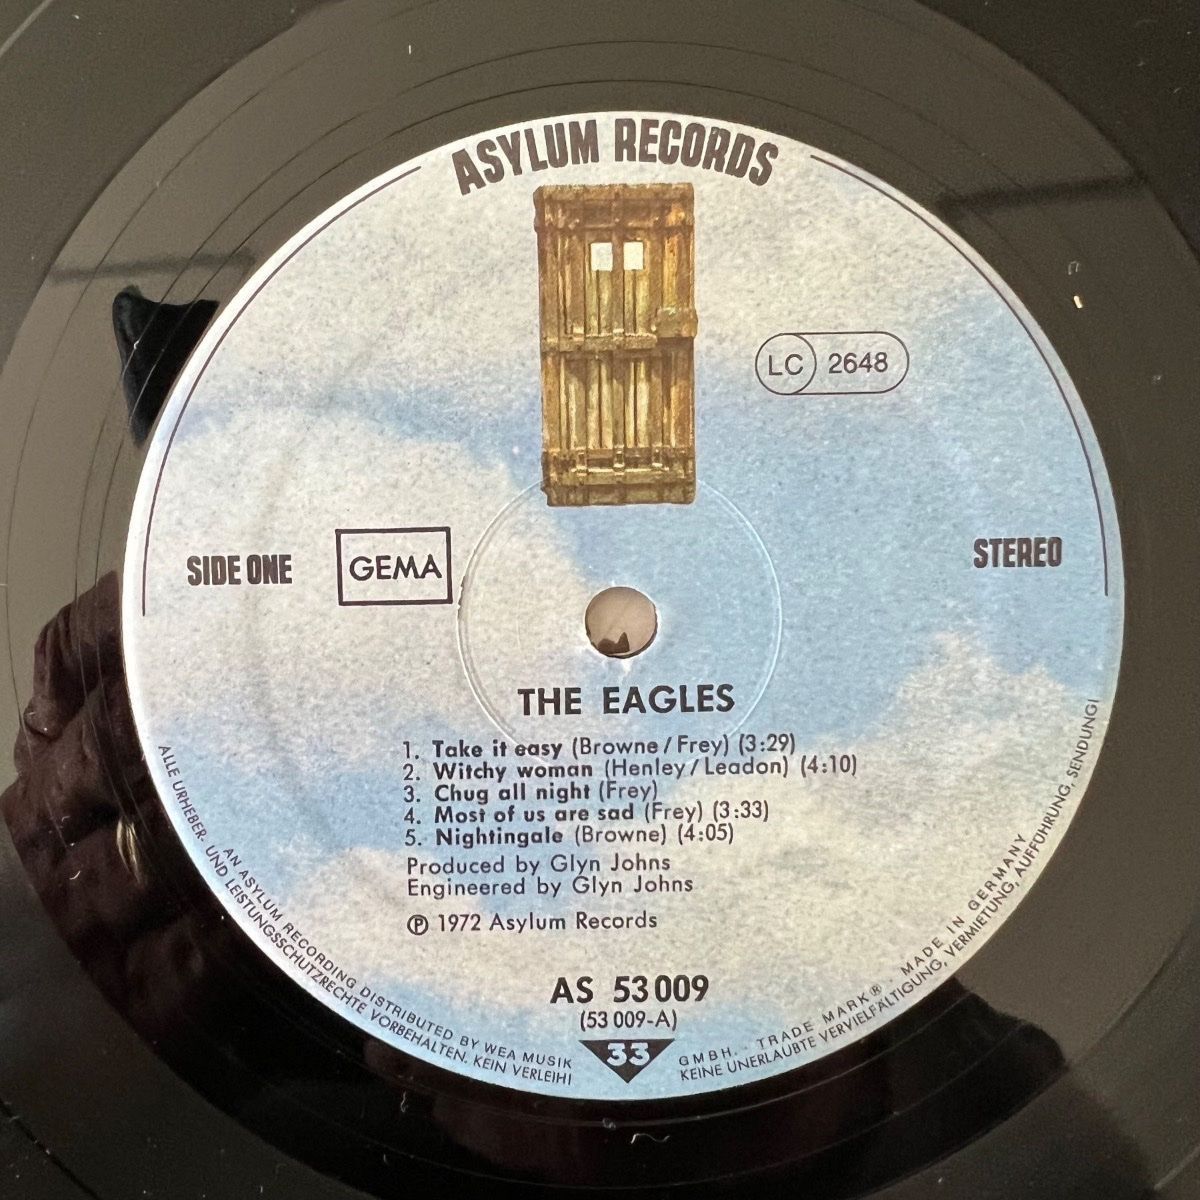 ASYLUM RECORDS
LC 2648
SIDE ONE
GEMA
STEREO
THE EAGLES
1. Take it easy (Browne/Frey) (3:29)
2. Witchy woman (Henley/Leadon) (4:10)
3. Chug all night (Frey)
4. Most of us are sad (Frey) (3:33)
5. Nightingale (Browne) (4:05)
Produced by Glyn Johns
Engineered by Glyn Johns
℗ 1972 Asylum Records
AS 53 009
(53 009-A)
33
AN ASYLUM RECORDING DISTRIBUTED BY WEA MUSIK GMBH. · TRADE MARK® MADE IN GERMANY
ALLE URHEBER- UND LEISTUNGSSCHUTZRECHTE VORBEHALTEN. KEIN VERLEIH! KEINE UNERLAUBTE VERVIELFÄLTIGUNG, VERMIETUNG, AUFFÜHRUNG, SENDUNG!